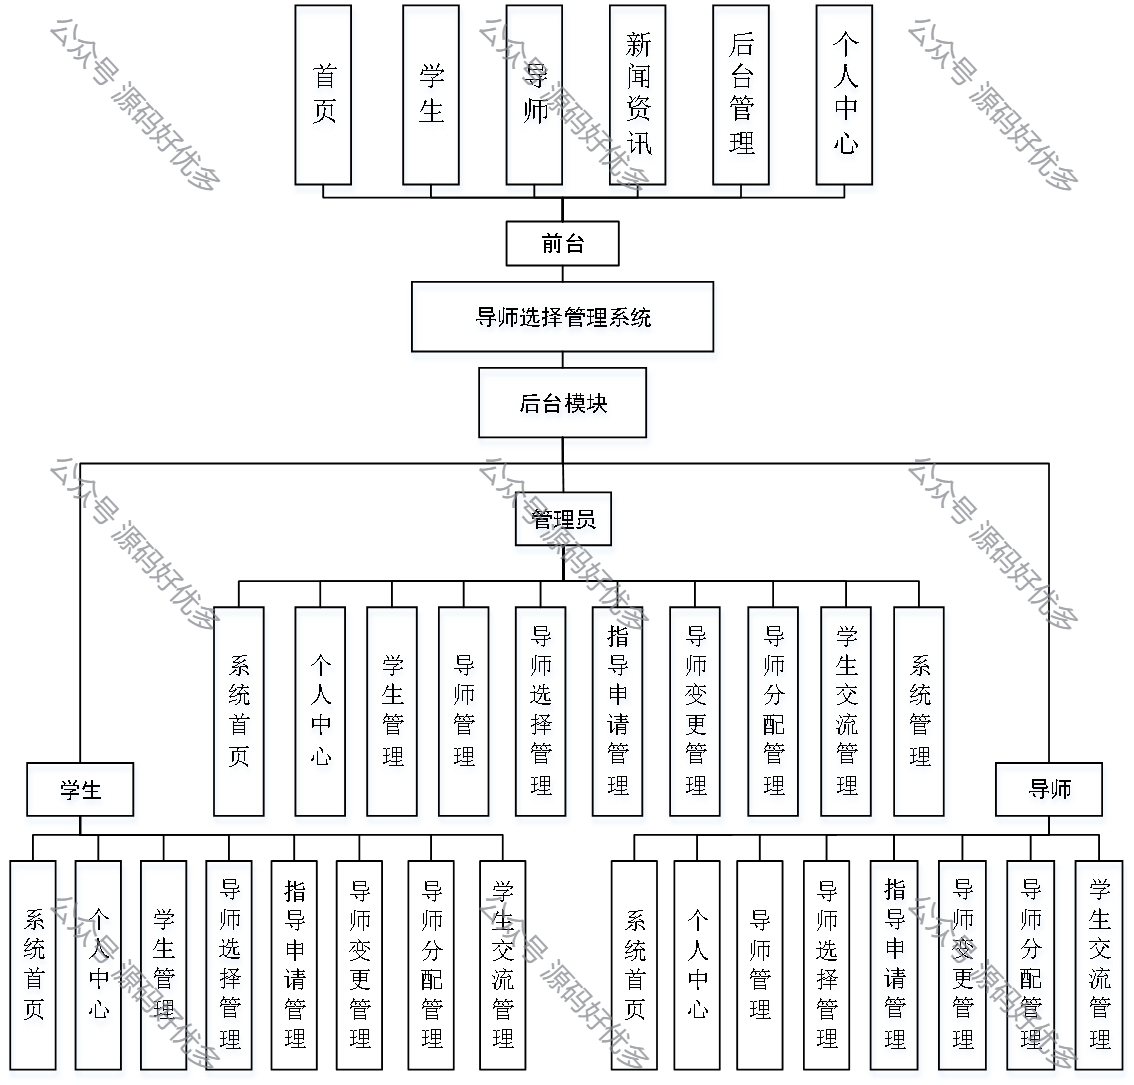 首页
学生
导师
新闻资讯
后台管理
个人中心
前台
导师选择管理系统
后台模块
管理员
系统首页
个人中心
学生管理
导师管理
导师选择管理
指导申请管理
导师变更管理
导师分配管理
学生交流管理
系统管理
学生
导师
系统首页
个人中心
学生管理
导师选择管理
指导申请管理
导师变更管理
导师分配管理
学生交流管理
系统首页
个人中心
导师管理
导师选择管理
指导申请管理
导师变更管理
导师分配管理
学生交流管理
公众号 源码好优多
公众号 源码好优多
公众号 源码好优多
公众号 源码好优多
公众号 源码好优多
公众号 源码好优多
公众号 源码好优多
公众号 源码好优多
公众号 源码好优多